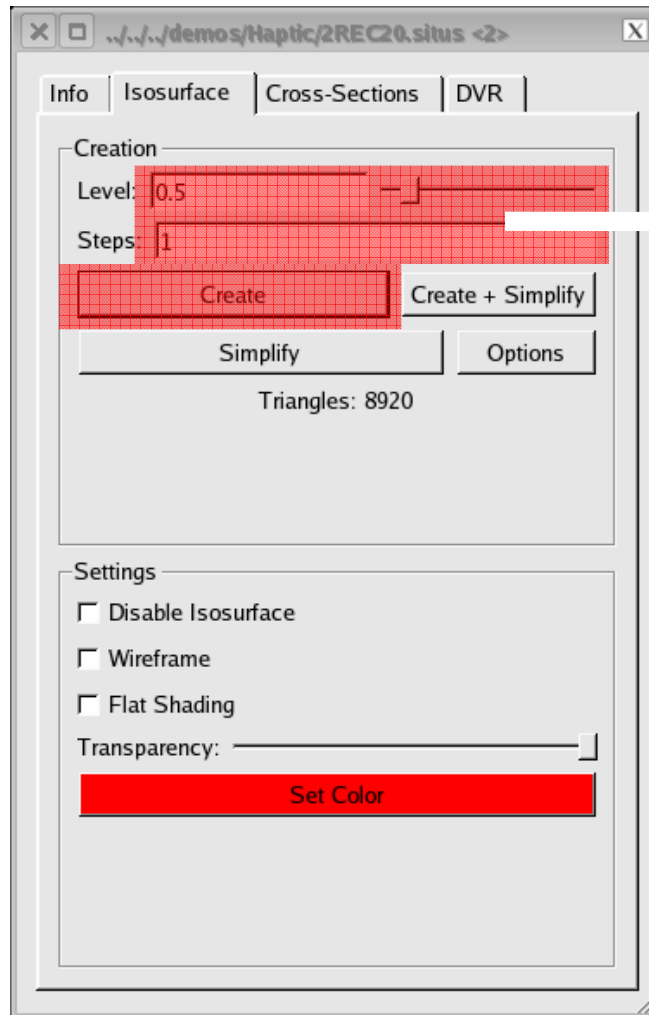 ../../../demos/Haptic/2REC20.situs <2>
Info Isosurface Cross-Sections DVR
Creation
Level: 0.5
Steps: 1
Create Create + Simplify
Simplify Options
Triangles: 8920
Settings
Disable Isosurface
Wireframe
Flat Shading
Transparency:
Set Color